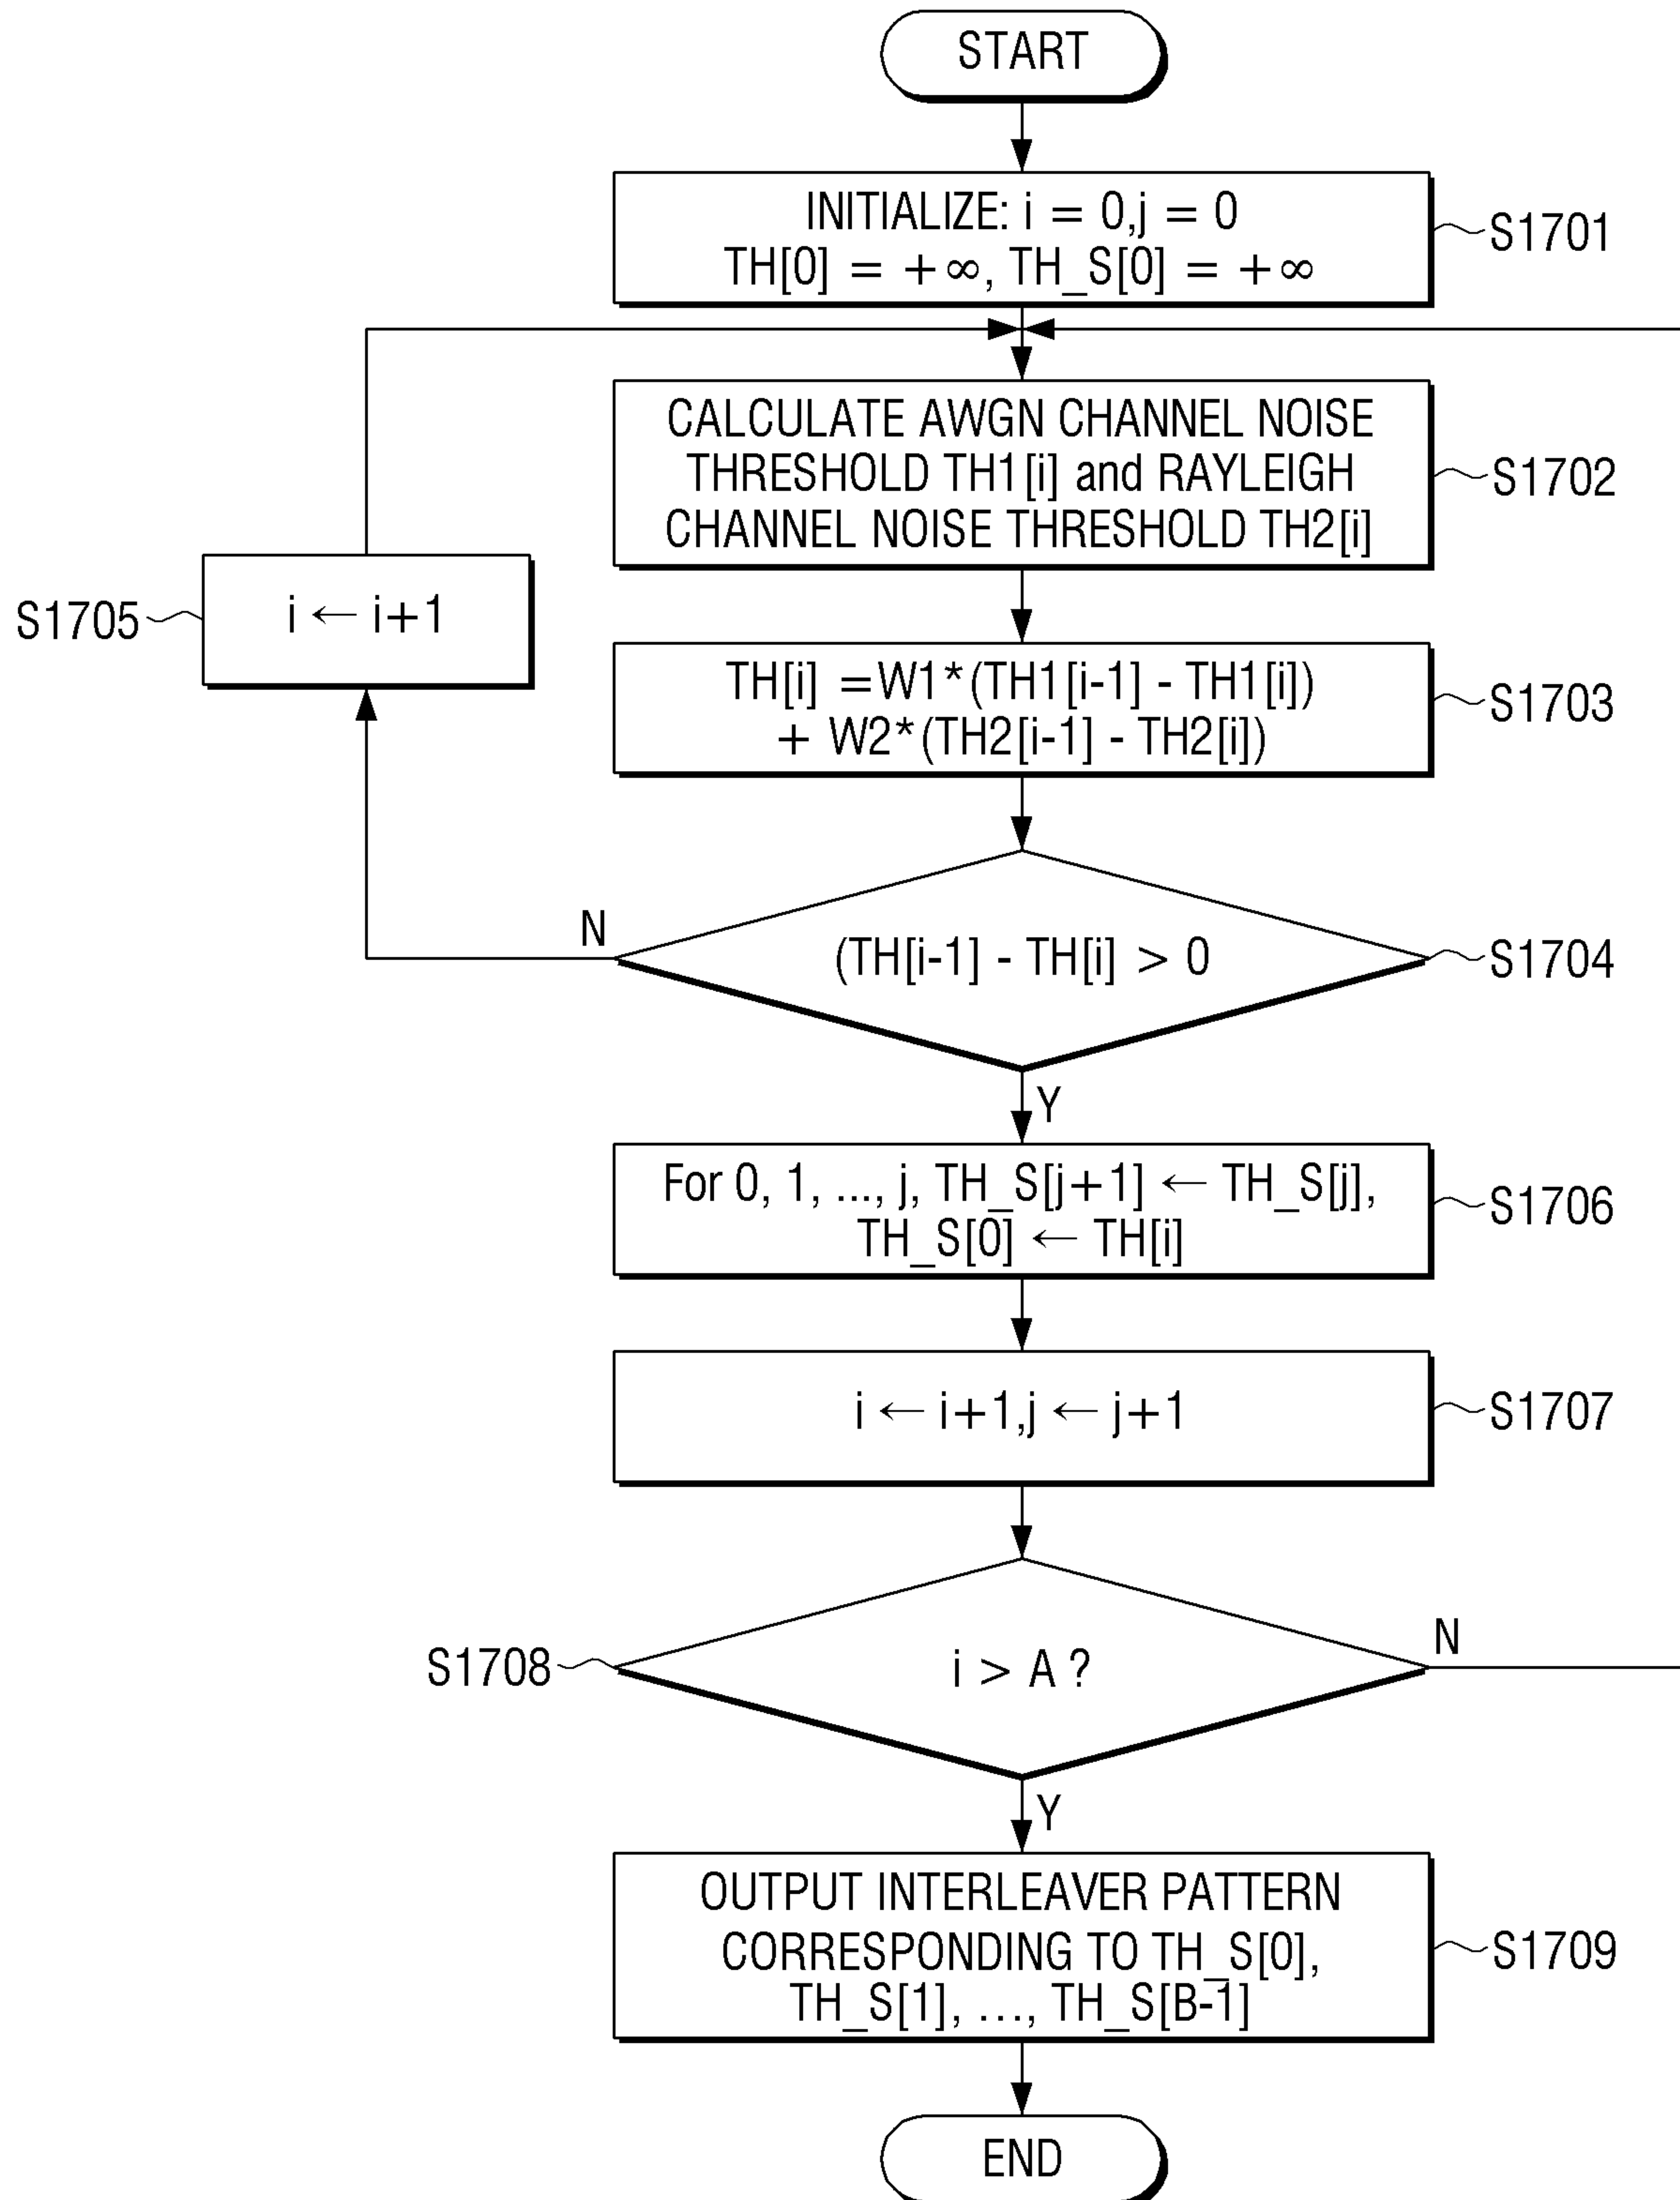 START
INITIALIZE: i = 0,j = 0
TH[0] = +∞, TH_S[0] = +∞
S1701
CALCULATE AWGN CHANNEL NOISE
THRESHOLD TH1[i] and RAYLEIGH
CHANNEL NOISE THRESHOLD TH2[i]
S1702
S1705
i ← i+1
TH[i] =W1*(TH1[i-1] - TH1[i])
+ W2*(TH2[i-1] - TH2[i])
S1703
N
(TH[i-1] - TH[i] > 0
S1704
Y
For 0, 1, ..., j, TH_S[j+1] ← TH_S[j],
TH_S[0] ← TH[i]
S1706
i ← i+1,j ← j+1
S1707
S1708
i > A ?
N
Y
OUTPUT INTERLEAVER PATTERN
CORRESPONDING TO TH_S[0],
TH_S[1], ..., TH_S[B-1]
S1709
END